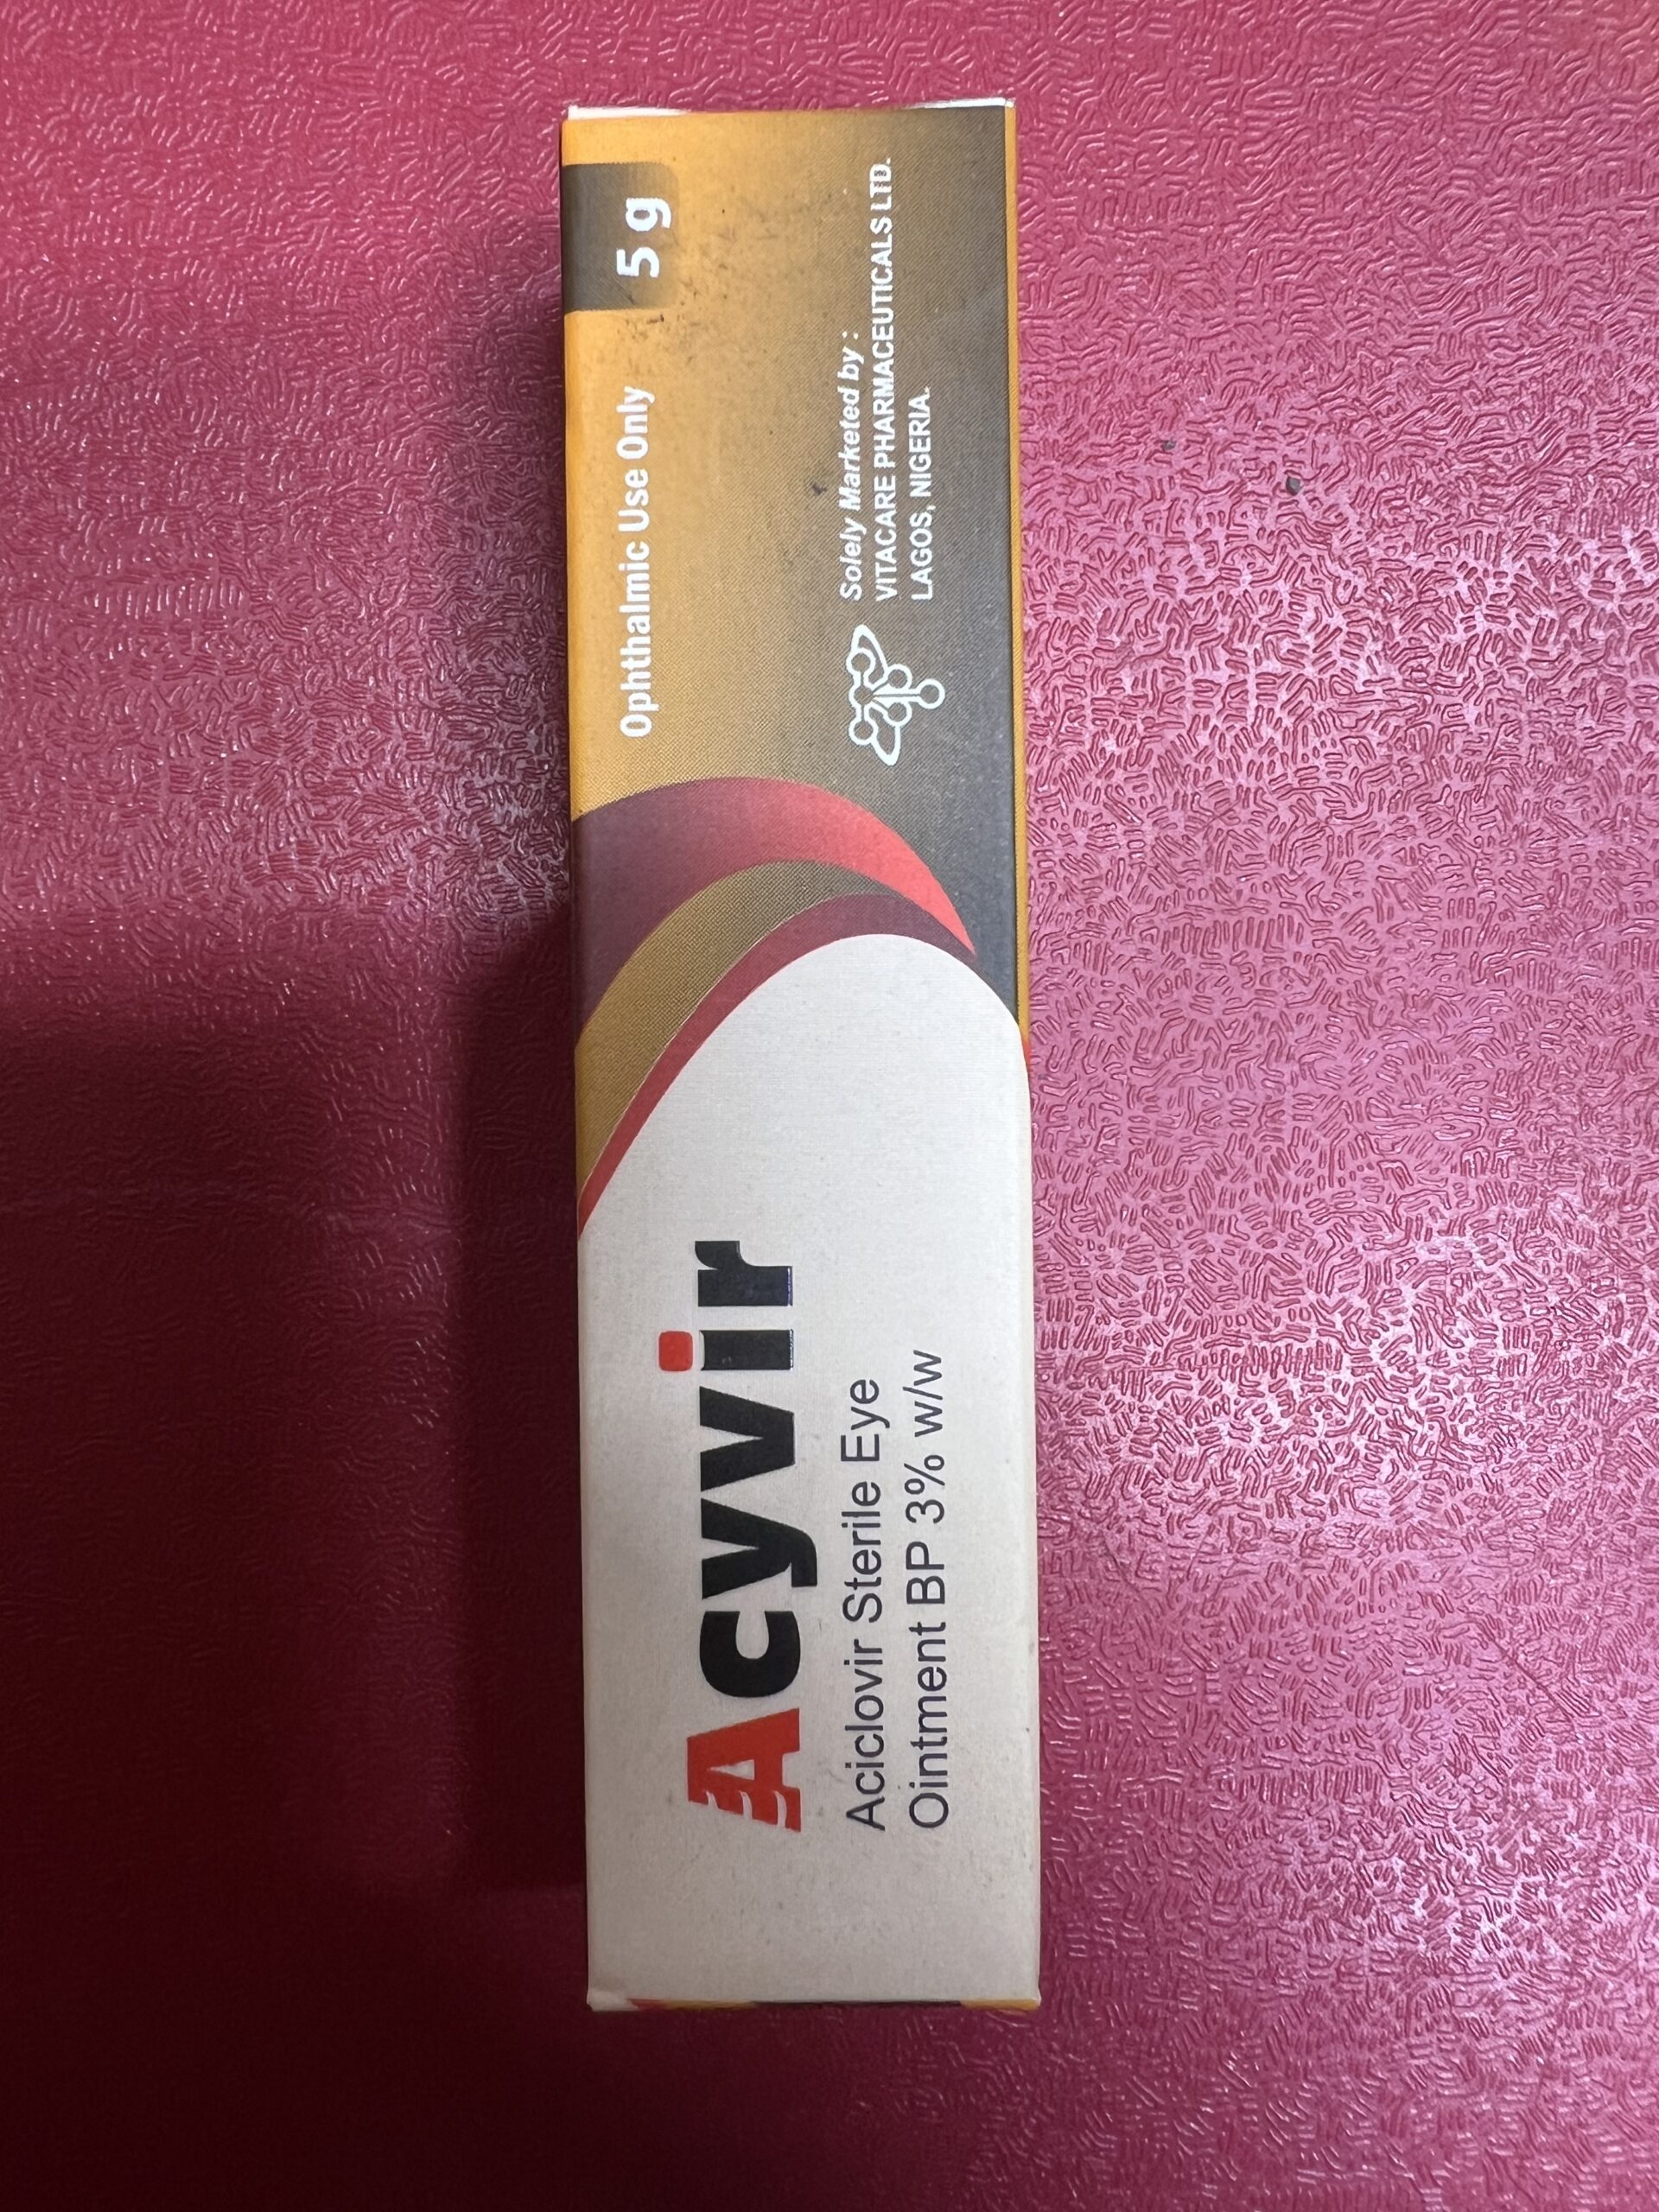 Acyvir
Aciclovir Sterile Eye
Ointment BP 3% w/w
Ophthalmic Use Only
5 g
Solely Marketed by :
VITACARE PHARMACEUTICALS LTD.
LAGOS, NIGERIA.